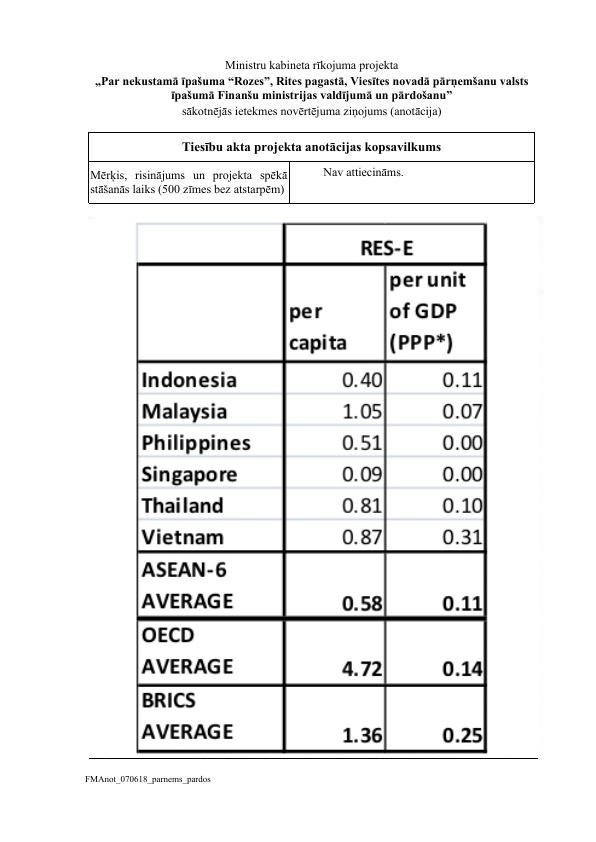 Ministru kabineta rīkojuma projekta
„Par nekustamā īpašuma “Rozes”, Rites pagastā, Viesītes novadā pārņemšanu valsts
īpašumā Finanšu ministrijas valdījumā un pārdošanu”
sākotnējās ietekmes novērtējuma ziņojums (anotācija)
Tiesību akta projekta anotācijas kopsavilkums
Mērķis, risinājums un projekta spēkā
stāšanās laiks (500 zīmes bez atstarpēm)
Nav attiecināms.
RES-E
per capita
per unit of GDP (PPP*)
Indonesia 0.40 0.11
Malaysia 1.05 0.07
Philippines 0.51 0.00
Singapore 0.09 0.00
Thailand 0.81 0.10
Vietnam 0.87 0.31
ASEAN-6
AVERAGE 0.58 0.11
OECD
AVERAGE 4.72 0.14
BRICS
AVERAGE 1.36 0.25
FMAnot_070618_parnems_pardos